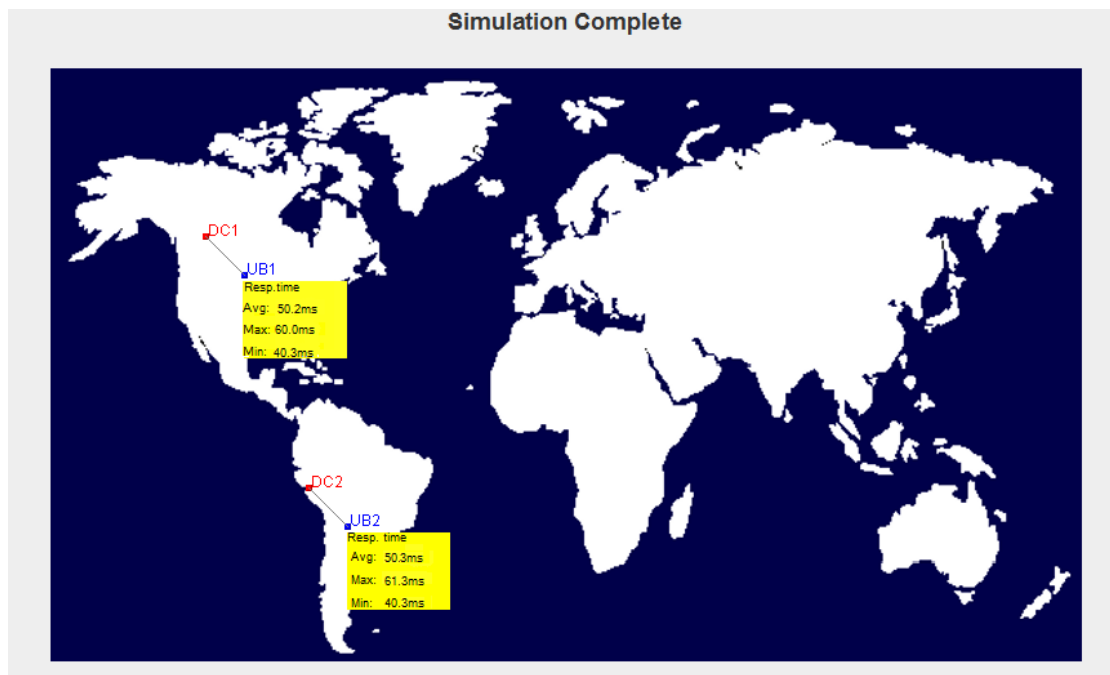 Simulation Complete
DC1
UB1
Resp.time
Avg: 50.2ms
Max: 60.0ms
Min: 40.3ms
DC2
UB2
Resp. time
Avg: 50.3ms
Max: 61.3ms
Min: 40.3ms